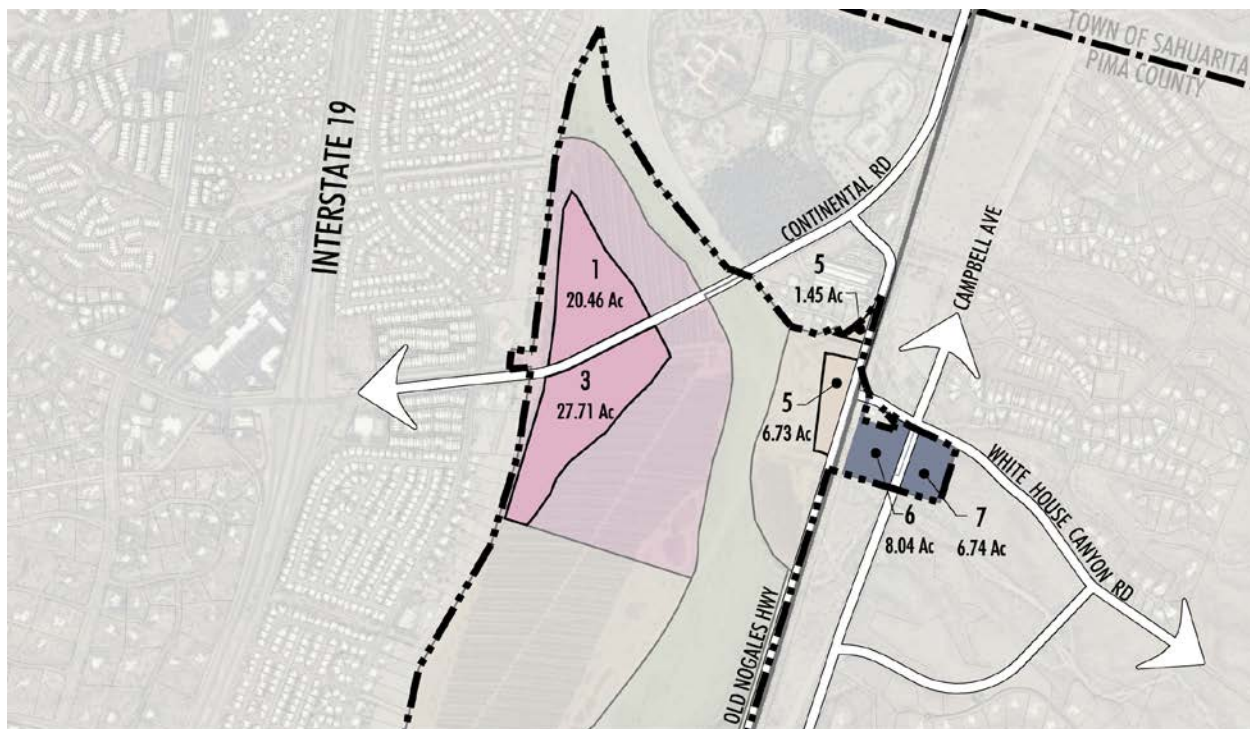 TOWN OF SAHUARITA
PIMA COUNTY
INTERSTATE 19
CONTINENTAL RD
CAMPBELL AVE
1
20.46 Ac
5
1.45 Ac
3
27.71 Ac
5
6.73 Ac
WHITE HOUSE CANYON RD
6
8.04 Ac
7
6.74 Ac
OLD NOGALES HWY